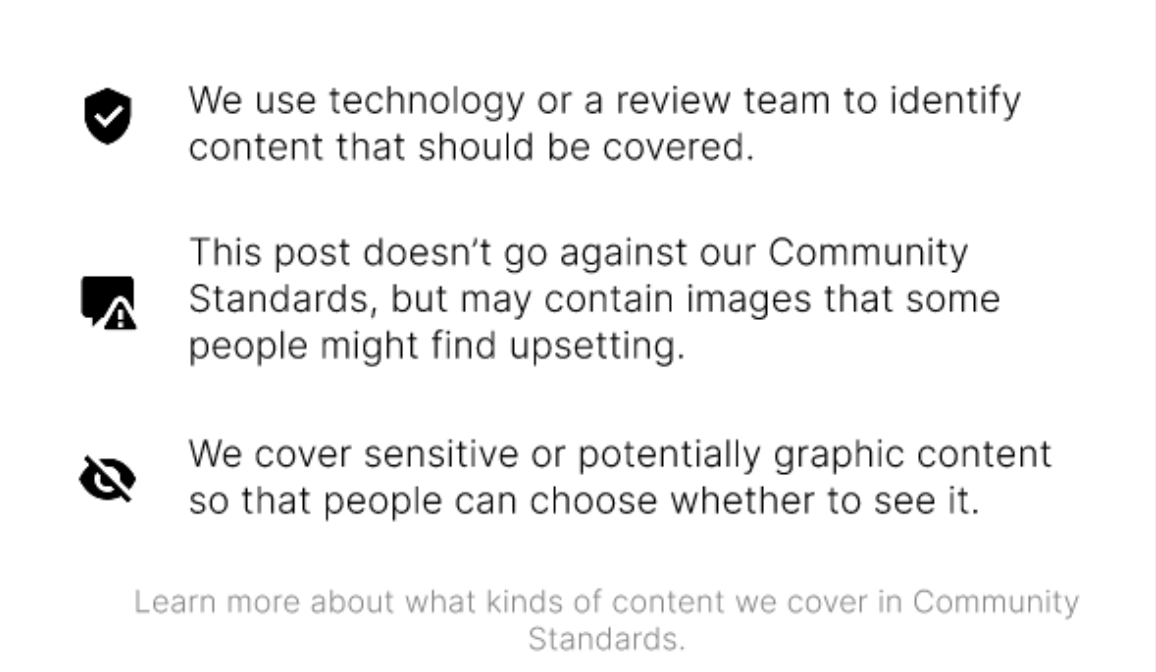 We use technology or a review team to identify
content that should be covered.
This post doesn’t go against our Community
Standards, but may contain images that some
people might find upsetting.
We cover sensitive or potentially graphic content
so that people can choose whether to see it.
Learn more about what kinds of content we cover in Community
Standards.